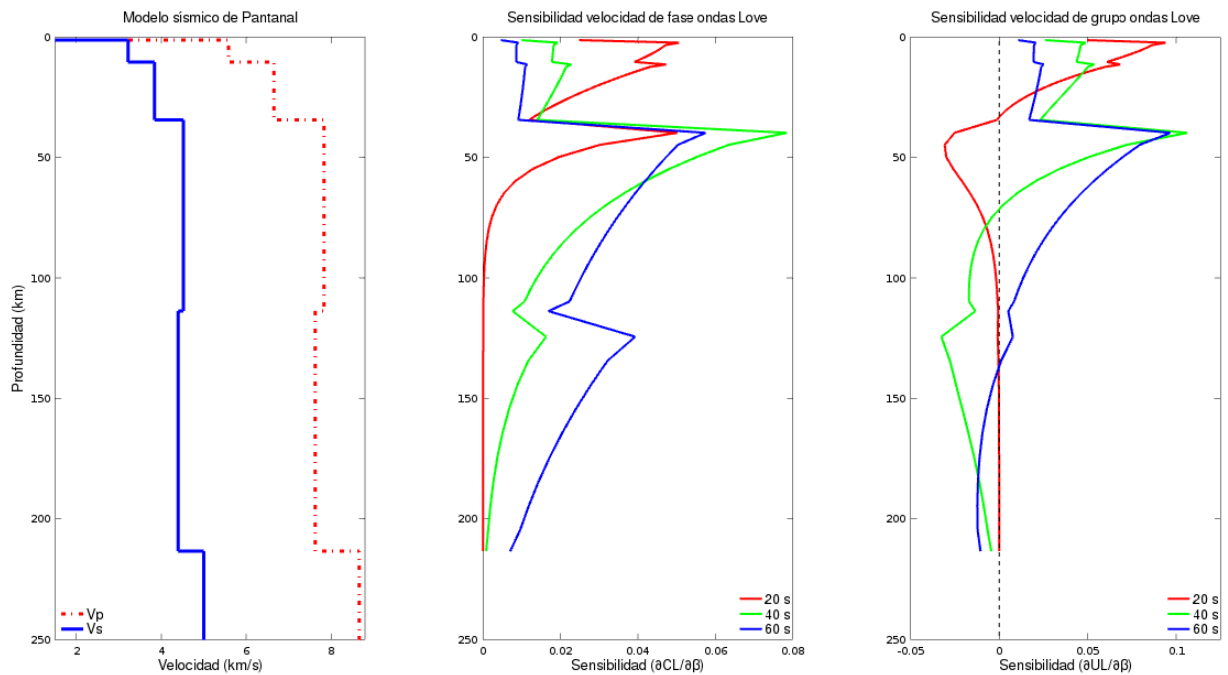 Modelo sísmico de Pantanal
0
50
100
150
200
250
Profundidad (km)
2
4
6
8
Velocidad (km/s)
Vp
Vs
Sensibilidad velocidad de fase ondas Love
0
50
100
150
200
250
0
0.02
0.04
0.06
0.08
Sensibilidad (∂CL/∂β)
20 s
40 s
60 s
Sensibilidad velocidad de grupo ondas Love
0
50
100
150
200
250
-0.05
0
0.05
0.1
Sensibilidad (∂UL/∂β)
20 s
40 s
60 s